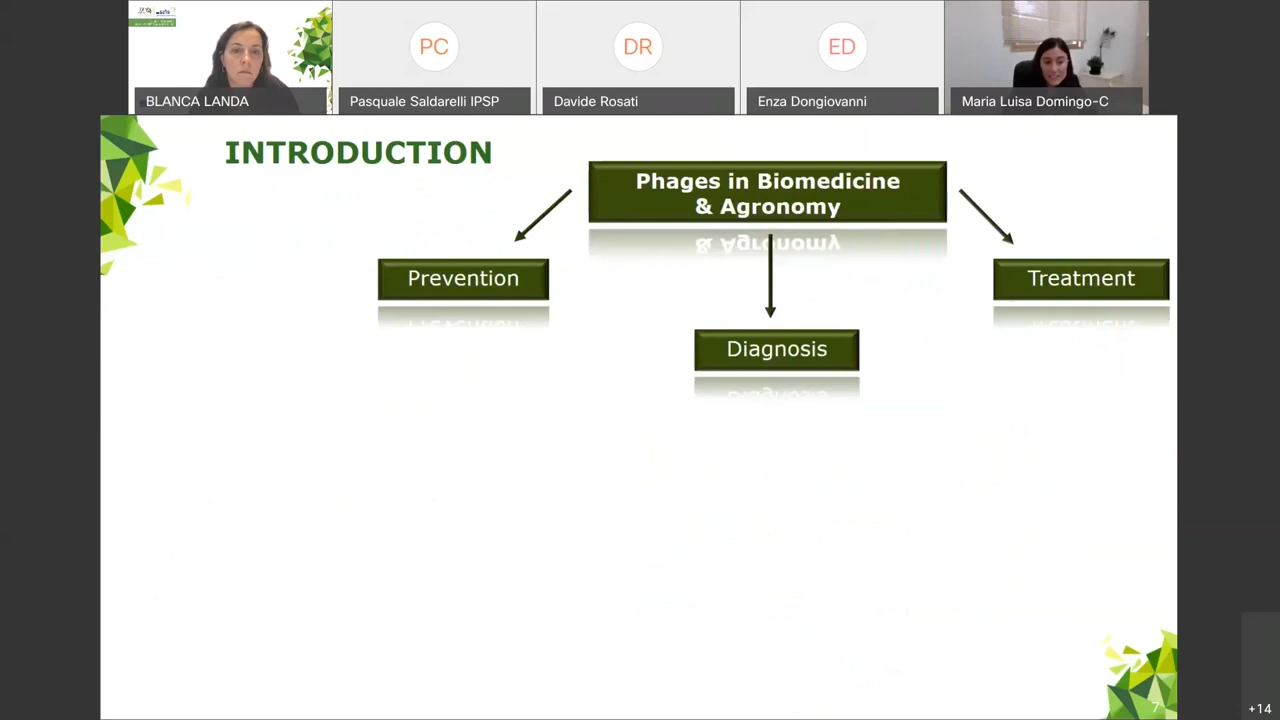 PC
DR
ED
BLANCA LANDA
Pasquale Saldarelli IPSP
Davide Rosati
Enza Dongiovanni
Maria Luisa Domingo-C
INTRODUCTION
Phages in Biomedicine
& Agronomy
Prevention
Treatment
Diagnosis
7
+14